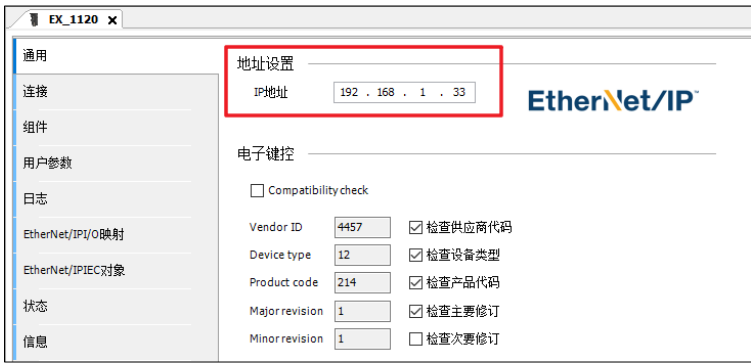 EX_1120 X
通用
连接
组件
用户参数
日志
EtherNet/IPI/O映射
EtherNet/IPIEC对象
状态
信息
地址设置
IP地址 192 . 168 . 1 . 33
EtherNet/IP
电子键控
Compatibility check
Vendor ID 4457 检查供应商代码
Device type 12 检查设备类型
Product code 214 检查产品代码
Major revision 1 检查主要修订
Minor revision 1 检查次要修订